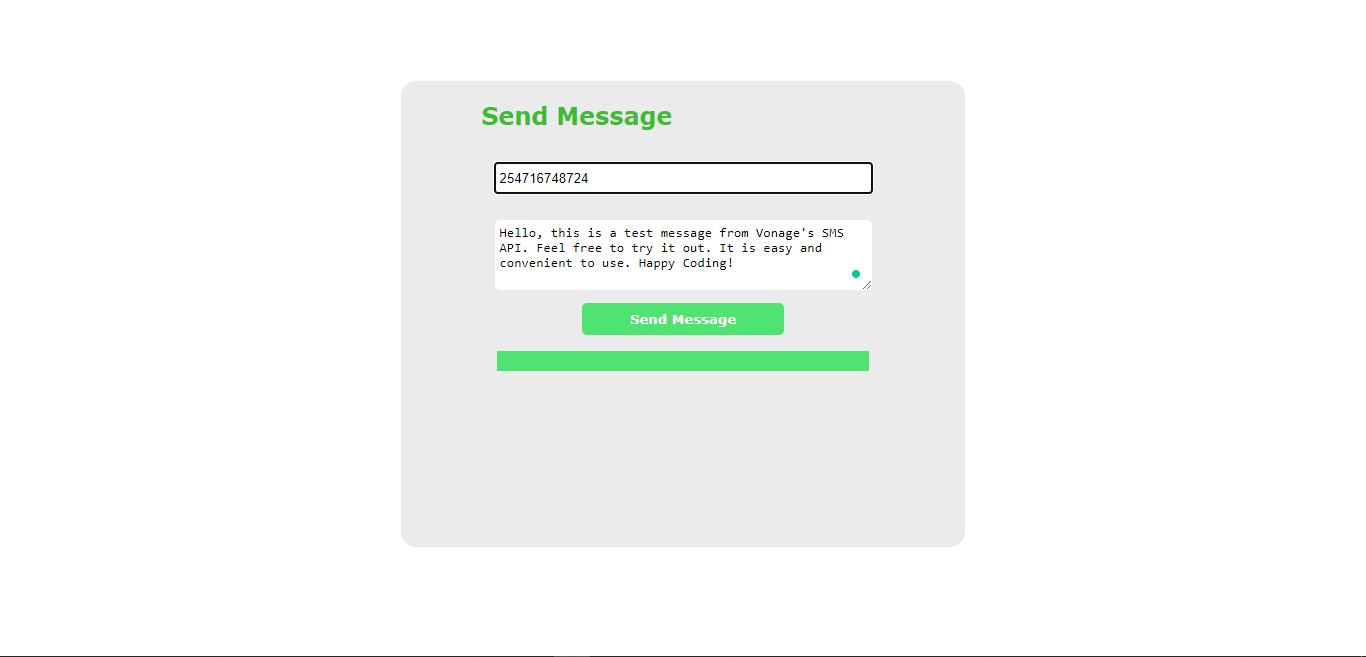 Send Message
254716748724
Hello, this is a test message from Vonage's SMS
API. Feel free to try it out. It is easy and
convenient to use. Happy Coding!
Send Message